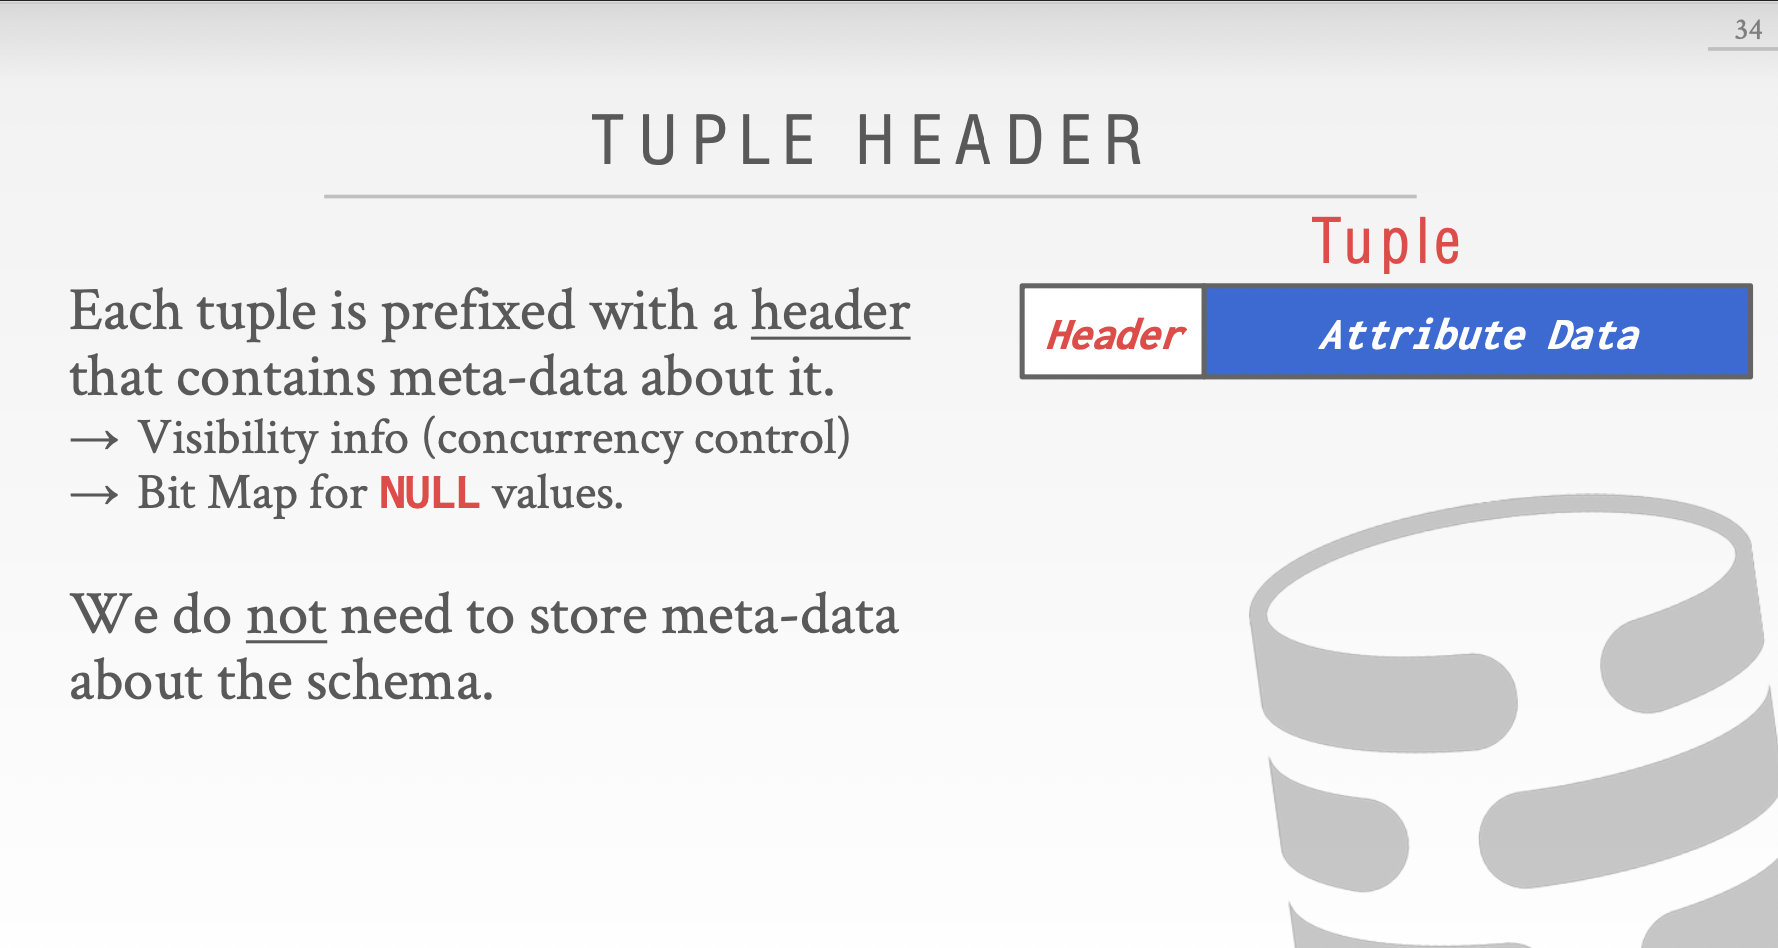 34
TUPLE HEADER
Each tuple is prefixed with a header
that contains meta-data about it.
→ Visibility info (concurrency control)
→ Bit Map for NULL values.
We do not need to store meta-data
about the schema.
Tuple
Header Attribute Data